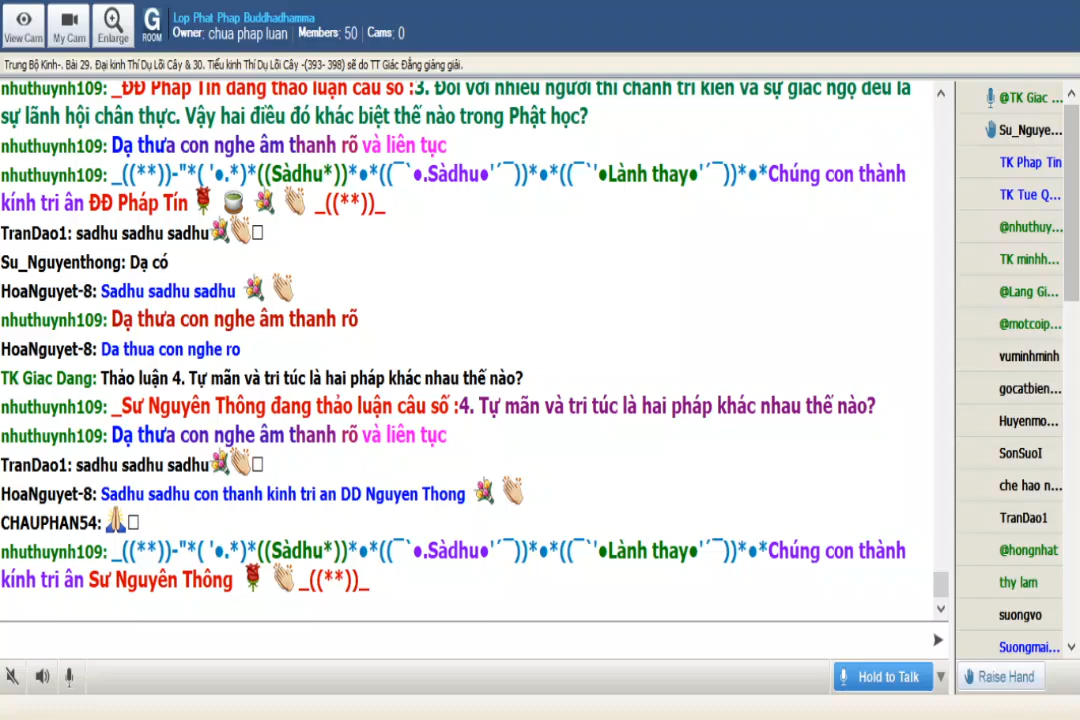 Lop Phat Phap Buddhadhamma
View Cam My Cam Enlarge G ROOM Owner: chua phap luan Members: 50 Cams: 0
Trung Bộ Kinh-. Bài 29. Đại kinh Thí Dụ Lõi Cây & 30. Tiểu kinh Thí Dụ Lõi Cây -(393- 398) sẽ do TT Giác Đẳng giảng giải.
nhuthuynh109: _ĐĐ Pháp Tín đang thảo luận câu số :3. Đối với nhiều người thì chánh tri kiến và sự giác ngộ đều là
sự lãnh hội chân thực. Vậy hai điều đó khác biệt thế nào trong Phật học?
nhuthuynh109: Dạ thưa con nghe âm thanh rõ và liên tục
nhuthuynh109: _((**))-"*( '●.*)*((Sàdhu*))*●*((¯`●.Sàdhu●'´¯))*●*((¯`'●Lành thay●'´¯))*●*Chúng con thành
kính tri ân ĐĐ Pháp Tín 🌹 🍵 💐 👏 _((**))_
TranDao1: sadhu sadhu sadhu💐👏□
Su_Nguyenthong: Dạ có
HoaNguyet-8: Sadhu sadhu sadhu 💐 👏
nhuthuynh109: Dạ thưa con nghe âm thanh rõ
HoaNguyet-8: Da thua con nghe ro
TK Giac Dang: Thảo luận 4. Tự mãn và tri túc là hai pháp khác nhau thế nào?
nhuthuynh109: _Sư Nguyên Thông đang thảo luận câu số :4. Tự mãn và tri túc là hai pháp khác nhau thế nào?
nhuthuynh109: Dạ thưa con nghe âm thanh rõ và liên tục
TranDao1: sadhu sadhu sadhu💐👏□
HoaNguyet-8: Sadhu sadhu con thanh kinh tri an DD Nguyen Thong 💐 👏
CHAUPHAN54: 🙏□
nhuthuynh109: _((**))-"*( '●.*)*((Sàdhu*))*●*((¯`●.Sàdhu●'´¯))*●*((¯`'●Lành thay●'´¯))*●*Chúng con thành
kính tri ân Sư Nguyên Thông 🌹 👏 _((**))_
@TK Giac ...
Su_Nguye...
TK Phap Tin
TK Tue Q...
@nhuthuy...
TK minhh...
@Lang Gi...
@motcoip...
vuminhminh
gocatbien...
Huyenmo...
SonSuoI
che hao n...
TranDao1
@hongnhat
thy lam
suongvo
Suongmai...
Hold to Talk
Raise Hand